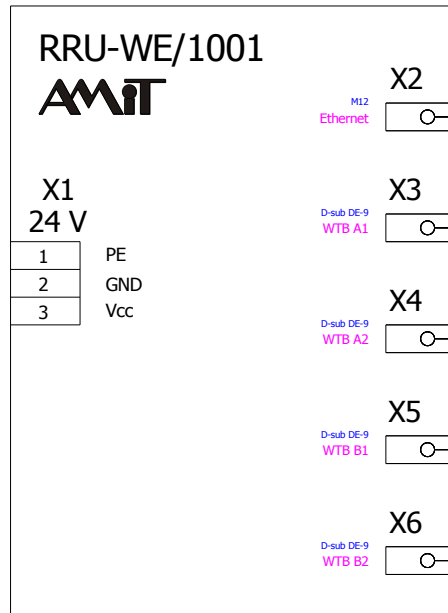 RRU-WE/1001
AMiT
X2
M12
Ethernet
X1
24 V
1 PE
2 GND
3 Vcc
X3
D-sub DE-9
WTB A1
X4
D-sub DE-9
WTB A2
X5
D-sub DE-9
WTB B1
X6
D-sub DE-9
WTB B2